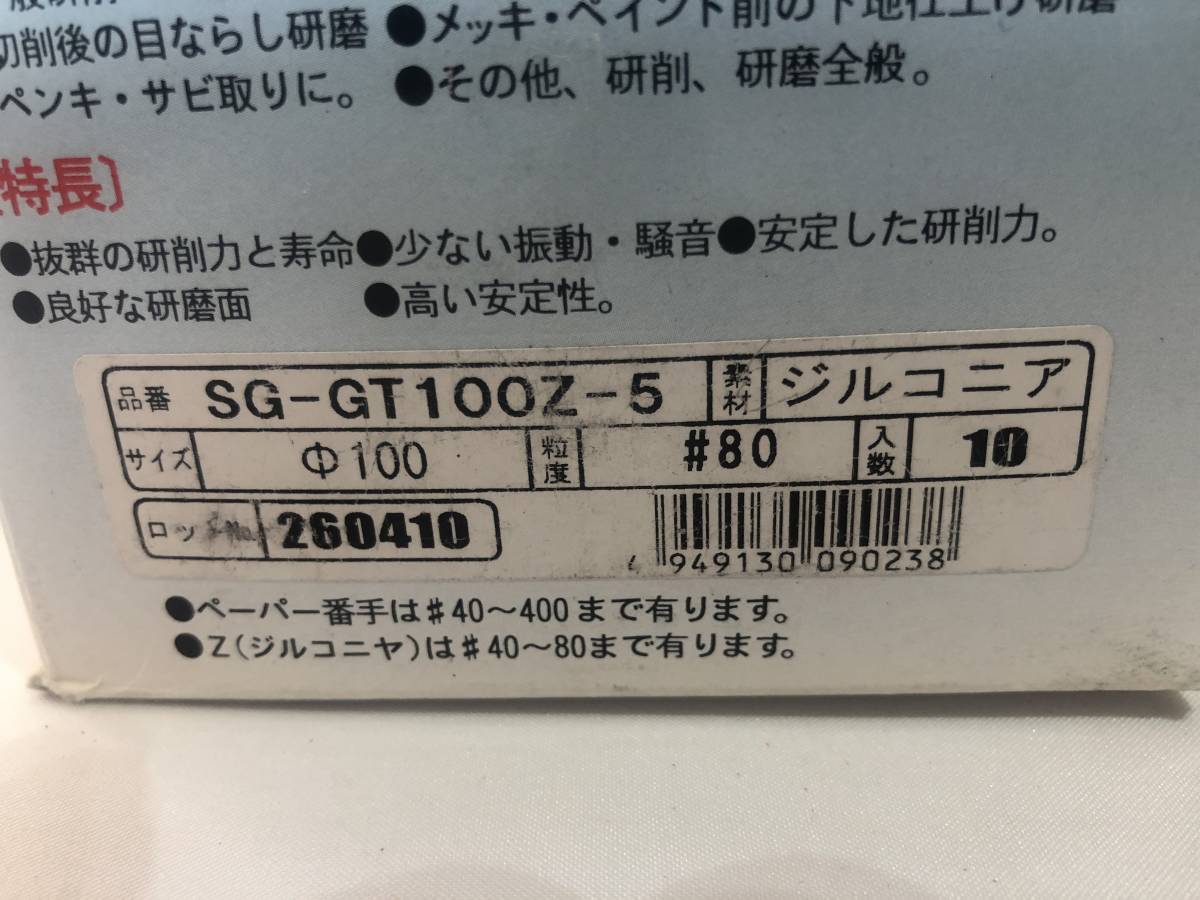 切削後の目ならし研磨 ●メッキ・ペイント前の下地仕上げ研磨
ペンキ・サビ取りに。 ●その他、研削、研磨全般。
特長〕
●抜群の研削力と寿命●少ない振動・騒音●安定した研削力。
●良好な研磨面 ●高い安定性。
品番 SG-GT100Z-5 素材 ジルコニア
サイズ Φ100 粒度 #80 入数 10
ロッ No. 260410
4 949130 090238
●ペーパー番手は♯40～400まで有ります。
●Z(ジルコニヤ)は♯40～80まで有ります。